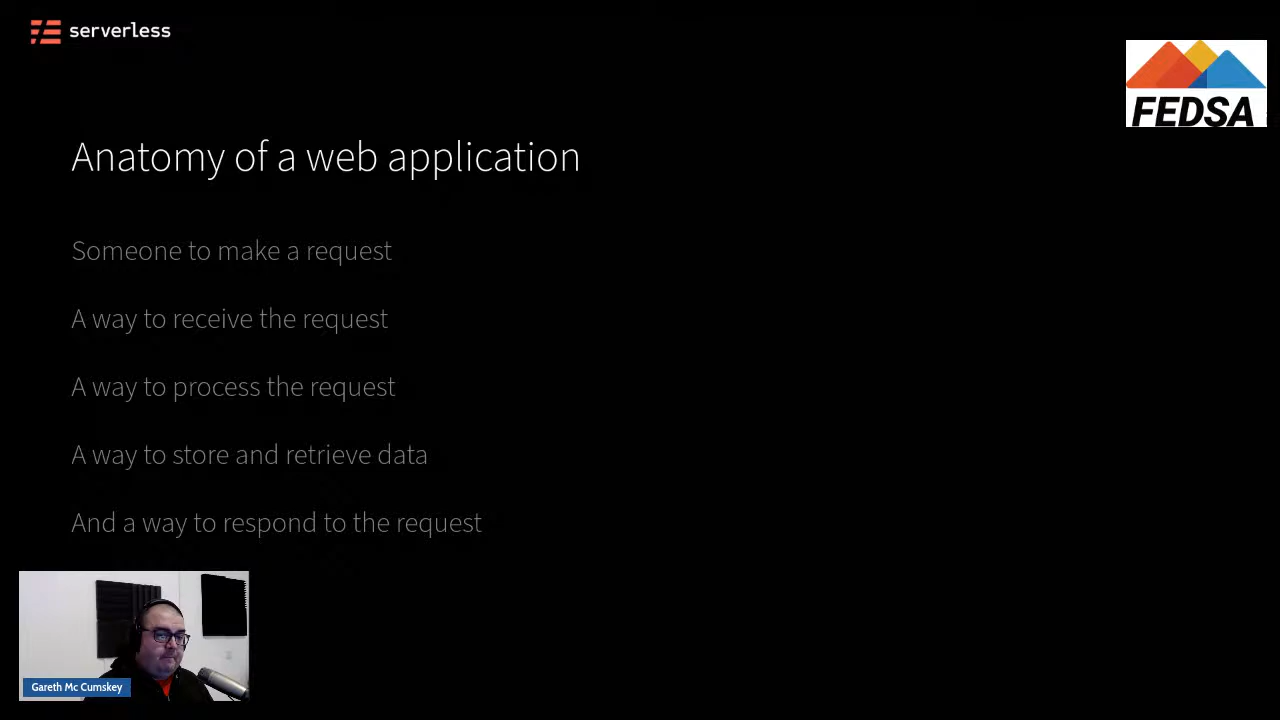 serverless
FEDSA
Anatomy of a web application
Someone to make a request
A way to receive the request
A way to process the request
A way to store and retrieve data
And a way to respond to the request
Gareth Mc Cumskey